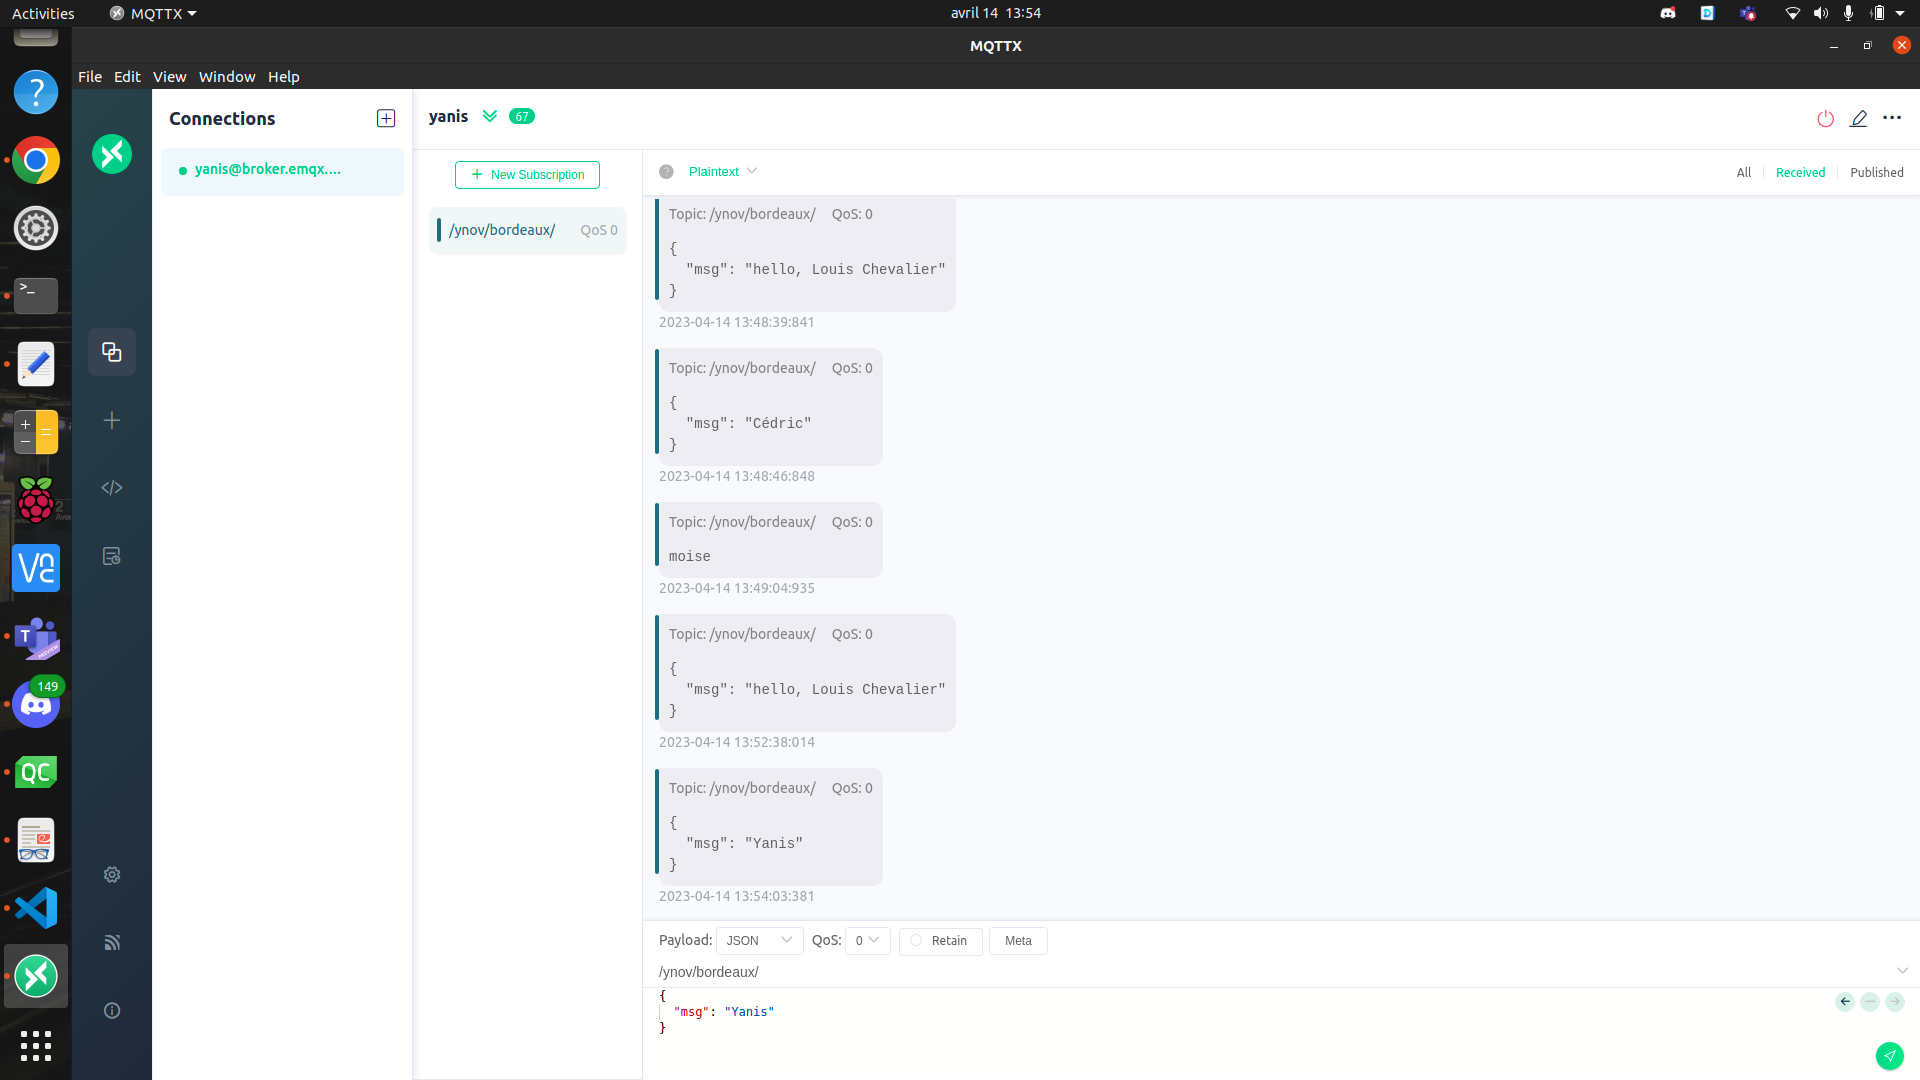 Activities
MQTTX
avril 14 13:54
MQTTX
File Edit View Window Help
Connections
yanis
67
yanis@broker.emqx....
New Subscription
Plaintext
All
Received
Published
/ynov/bordeaux/ QoS 0
Topic: /ynov/bordeaux/ QoS: 0
{
"msg": "hello, Louis Chevalier"
}
2023-04-14 13:48:39:841
Topic: /ynov/bordeaux/ QoS: 0
{
"msg": "Cédric"
}
2023-04-14 13:48:46:848
Topic: /ynov/bordeaux/ QoS: 0
moise
2023-04-14 13:49:04:935
Topic: /ynov/bordeaux/ QoS: 0
{
"msg": "hello, Louis Chevalier"
}
2023-04-14 13:52:38:014
Topic: /ynov/bordeaux/ QoS: 0
{
"msg": "Yanis"
}
2023-04-14 13:54:03:381
Payload: JSON QoS: 0 Retain Meta
/ynov/bordeaux/
{
"msg": "Yanis"
}
149
QC